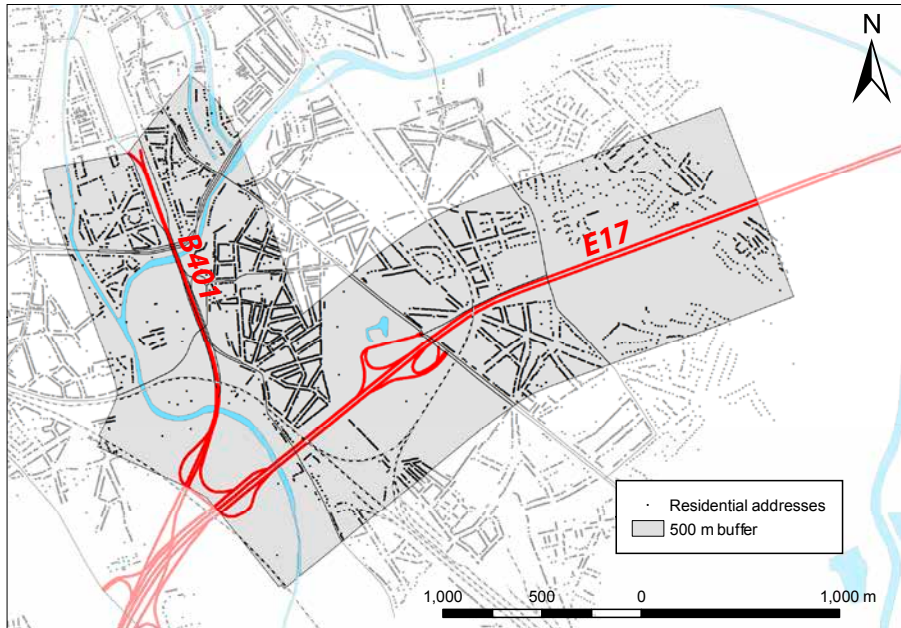 N
B401
E17
Residential addresses
500 m buffer
1,000 500 0 1,000 m